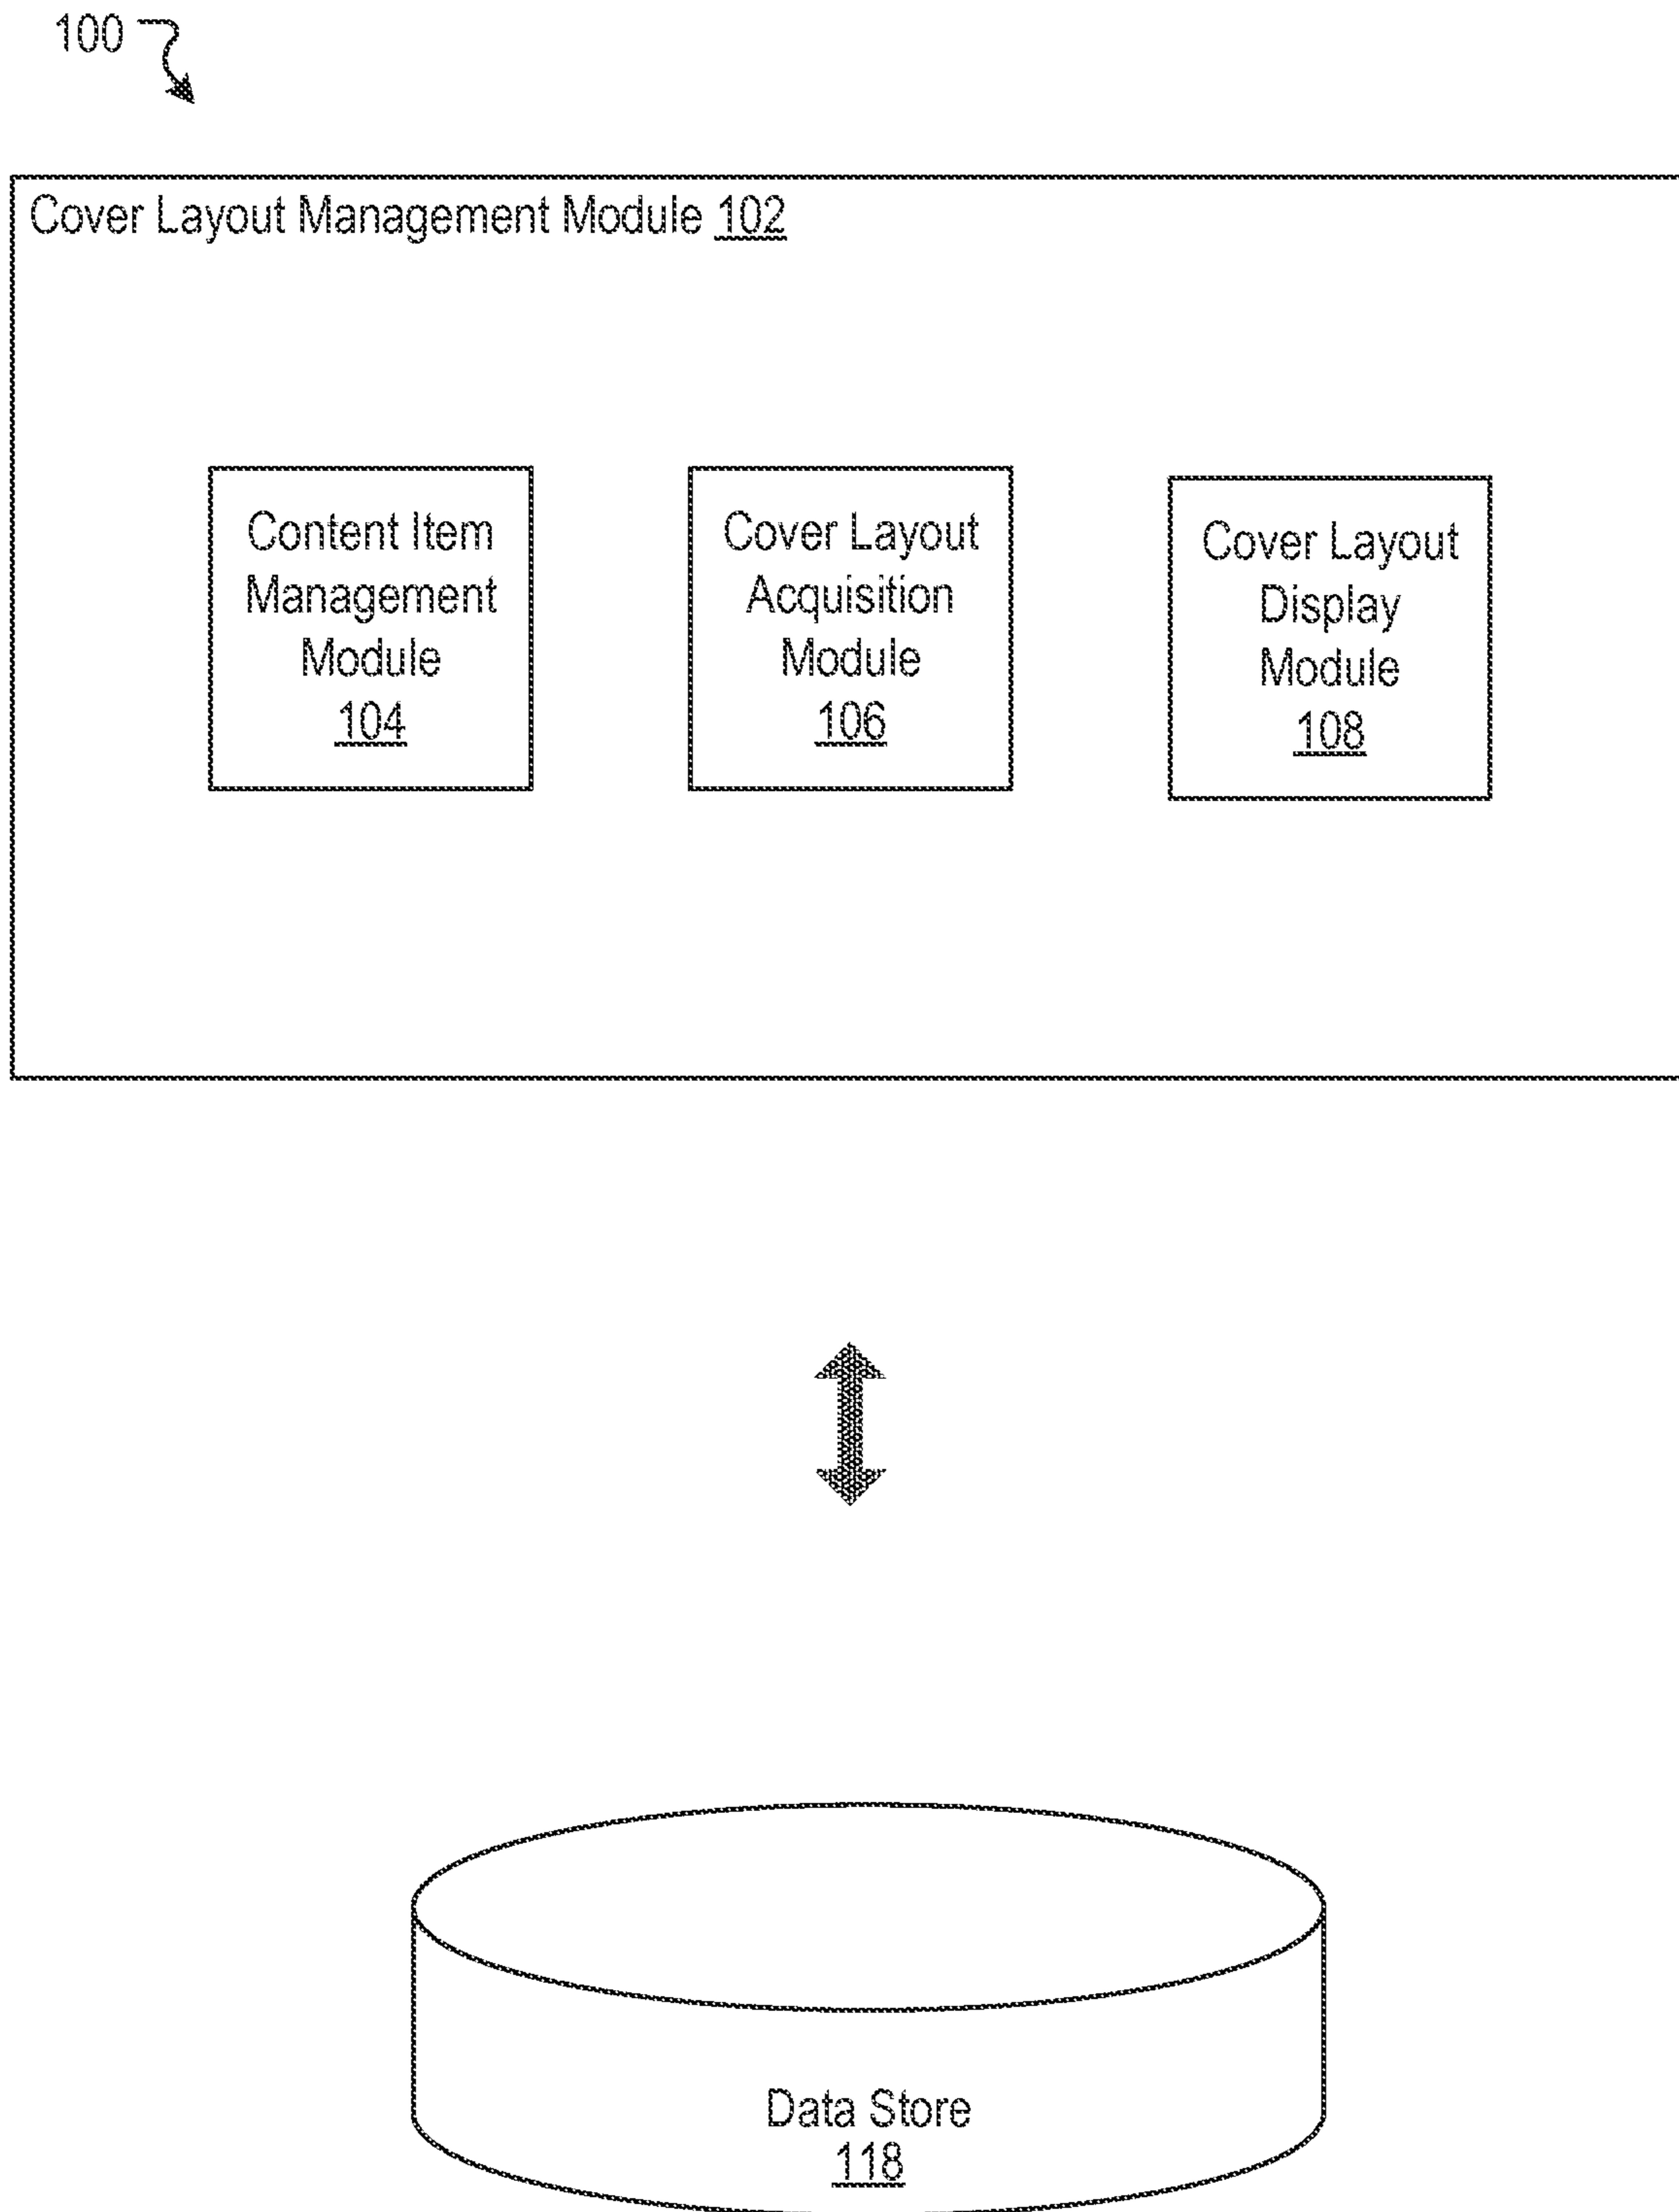 100
Cover Layout Management Module 102
Content Item
Management
Module
104
Cover Layout
Acquisition
Module
106
Cover Layout
Display
Module
108
Data Store
118